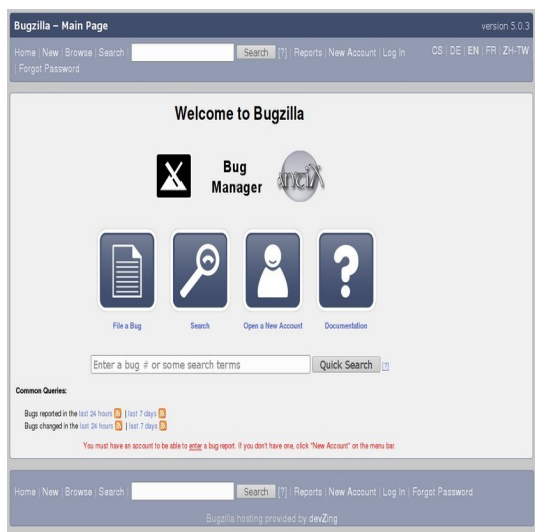 Bugzilla – Main Page
version 5.0.3
Home | New | Browse | Search | Search [?] | Reports | New Account | Log In
| Forgot Password
CS | DE | EN | FR | ZH-TW
Welcome to Bugzilla
Bug
Manager
antiX
File a Bug
Search
Open a New Account
Documentation
Enter a bug # or some search terms
Quick Search
[?]
Common Queries:
Bugs reported in the last 24 hours | last 7 days
Bugs changed in the last 24 hours | last 7 days
You must have an account to be able to enter a bug report. If you don't have one, click "New Account" on the menu bar.
Home | New | Browse | Search | Search [?] | Reports | New Account | Log In | Forgot Password
Bugzilla hosting provided by devZing